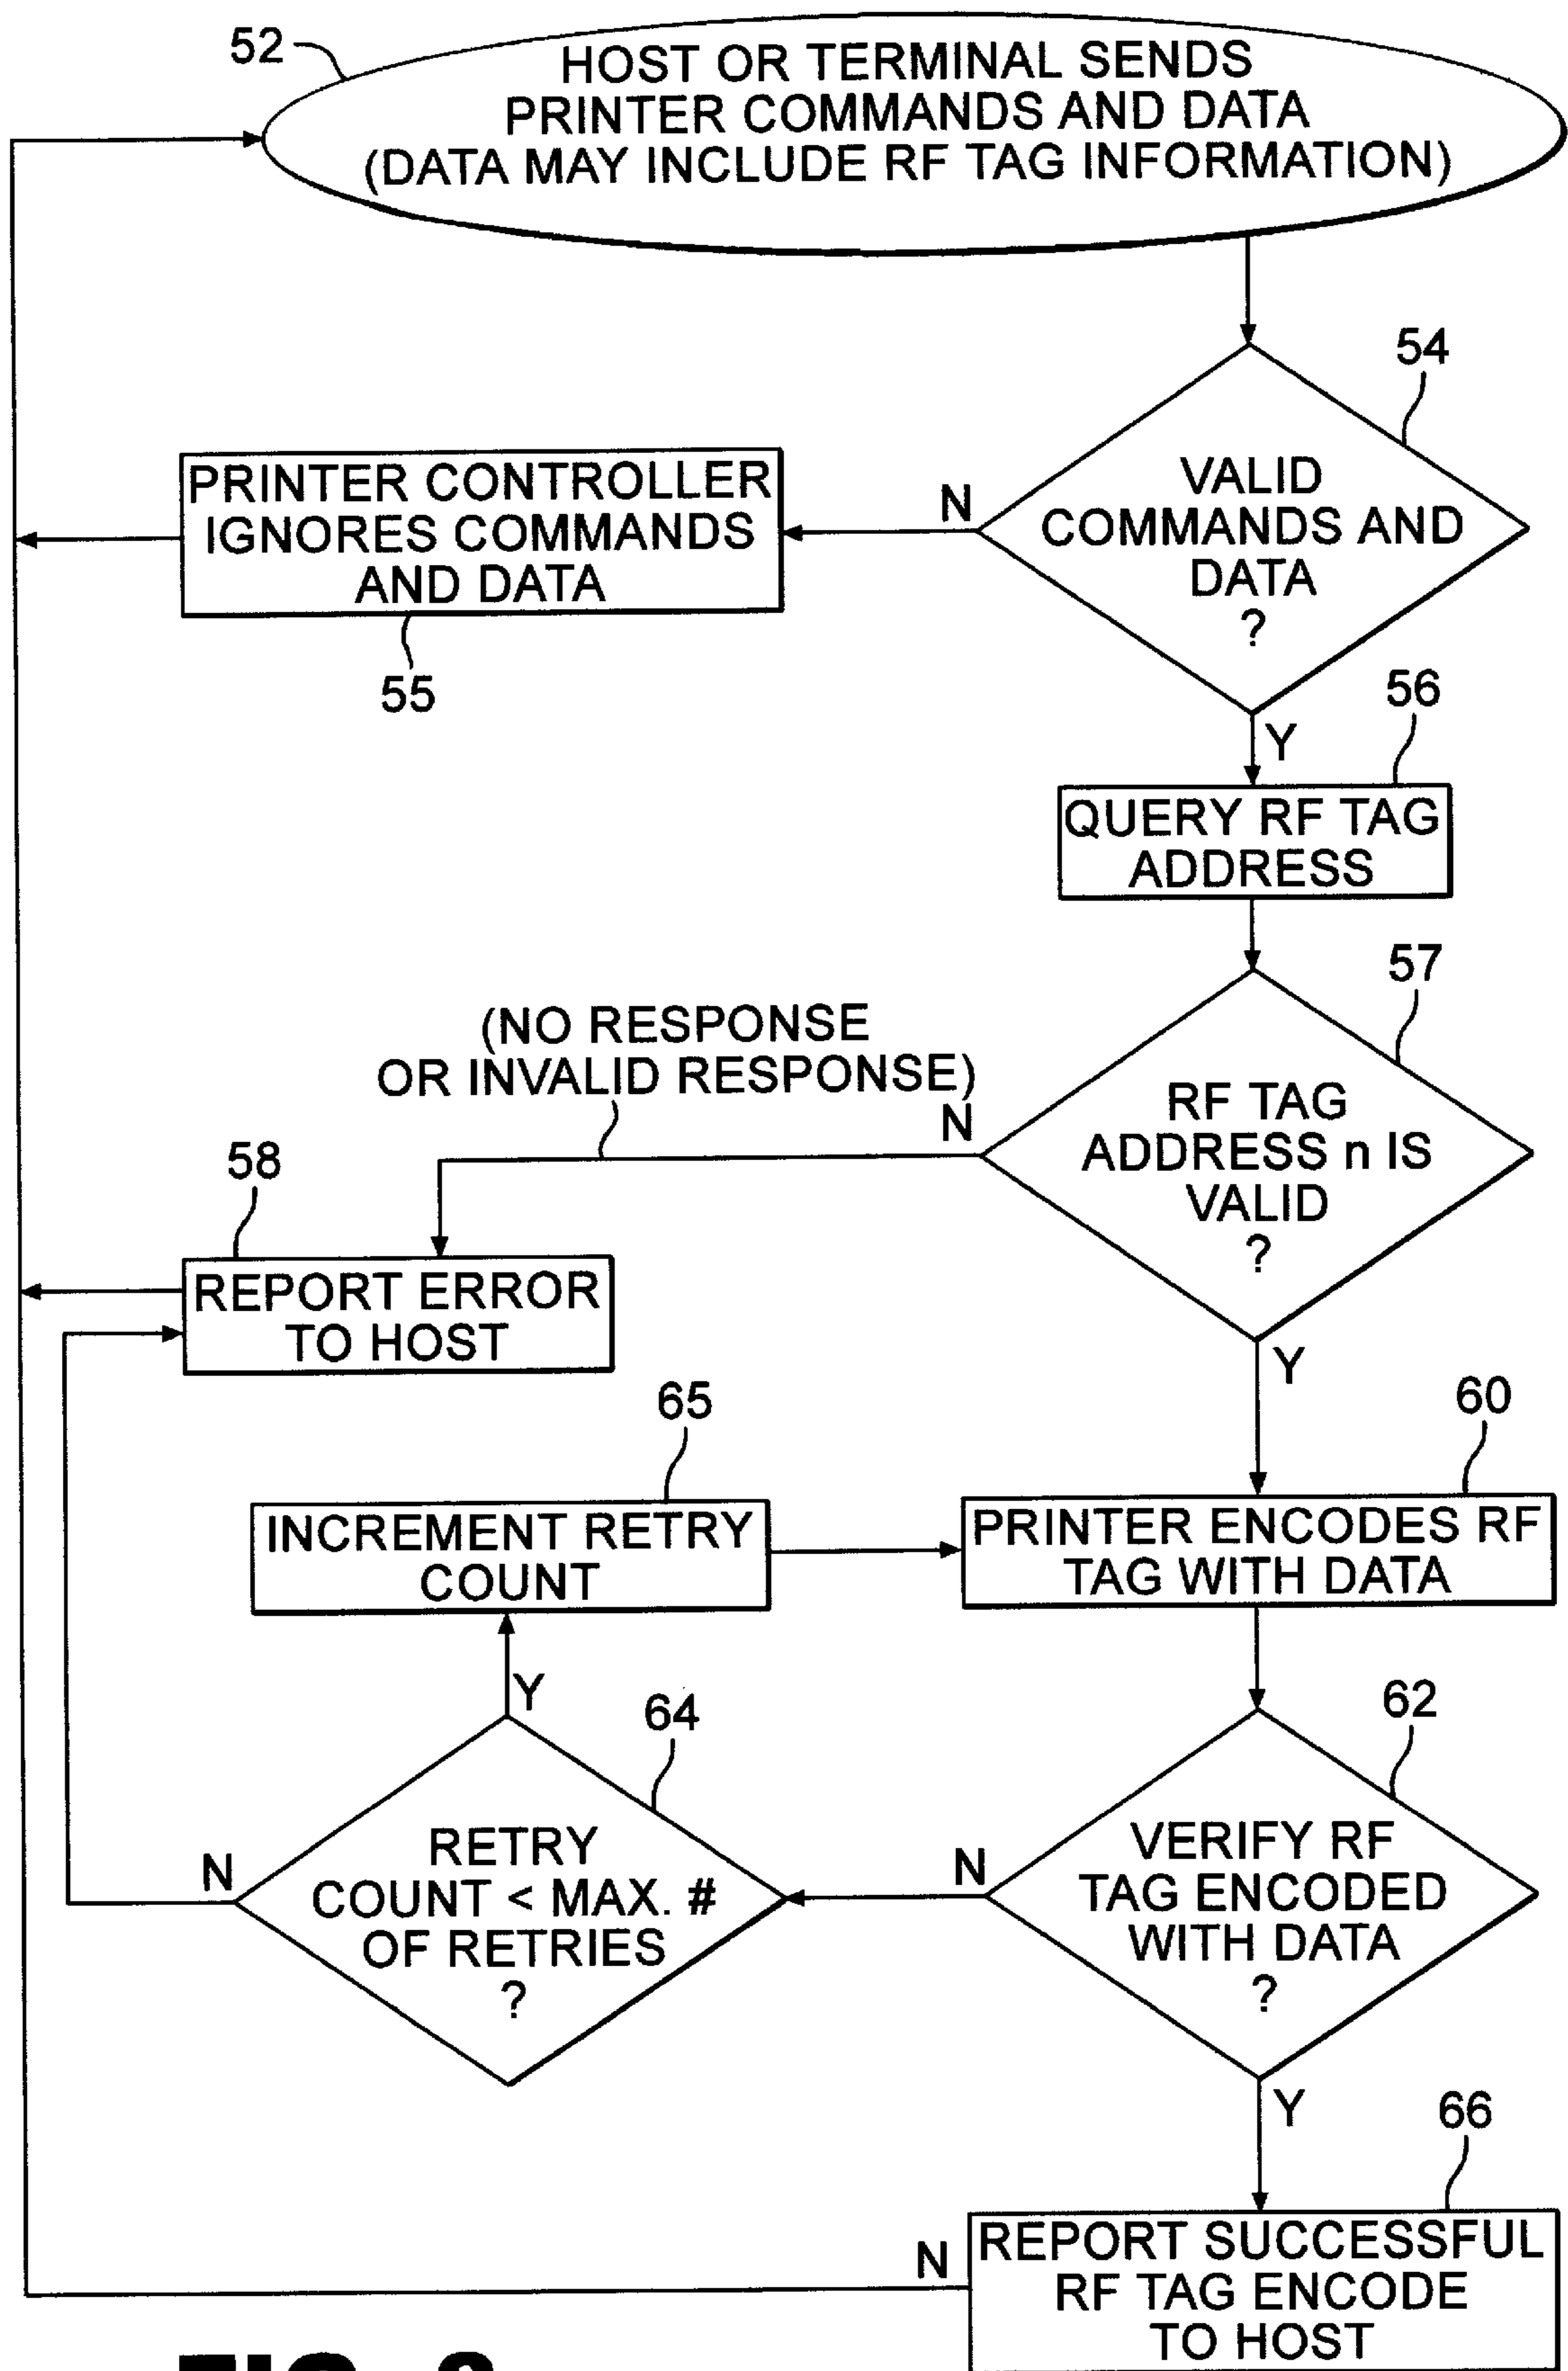 52
HOST OR TERMINAL SENDS
PRINTER COMMANDS AND DATA
(DATA MAY INCLUDE RF TAG INFORMATION)
54
VALID
COMMANDS AND
DATA
?
N
PRINTER CONTROLLER
IGNORES COMMANDS
AND DATA
55
Y
56
QUERY RF TAG
ADDRESS
57
RF TAG
ADDRESS n IS
VALID
?
(NO RESPONSE
OR INVALID RESPONSE)
N
58
REPORT ERROR
TO HOST
Y
60
PRINTER ENCODES RF
TAG WITH DATA
65
INCREMENT RETRY
COUNT
Y
64
RETRY
COUNT < MAX. #
OF RETRIES
?
N
62
VERIFY RF
TAG ENCODED
WITH DATA
?
N
Y
66
REPORT SUCCESSFUL
RF TAG ENCODE
TO HOST
N